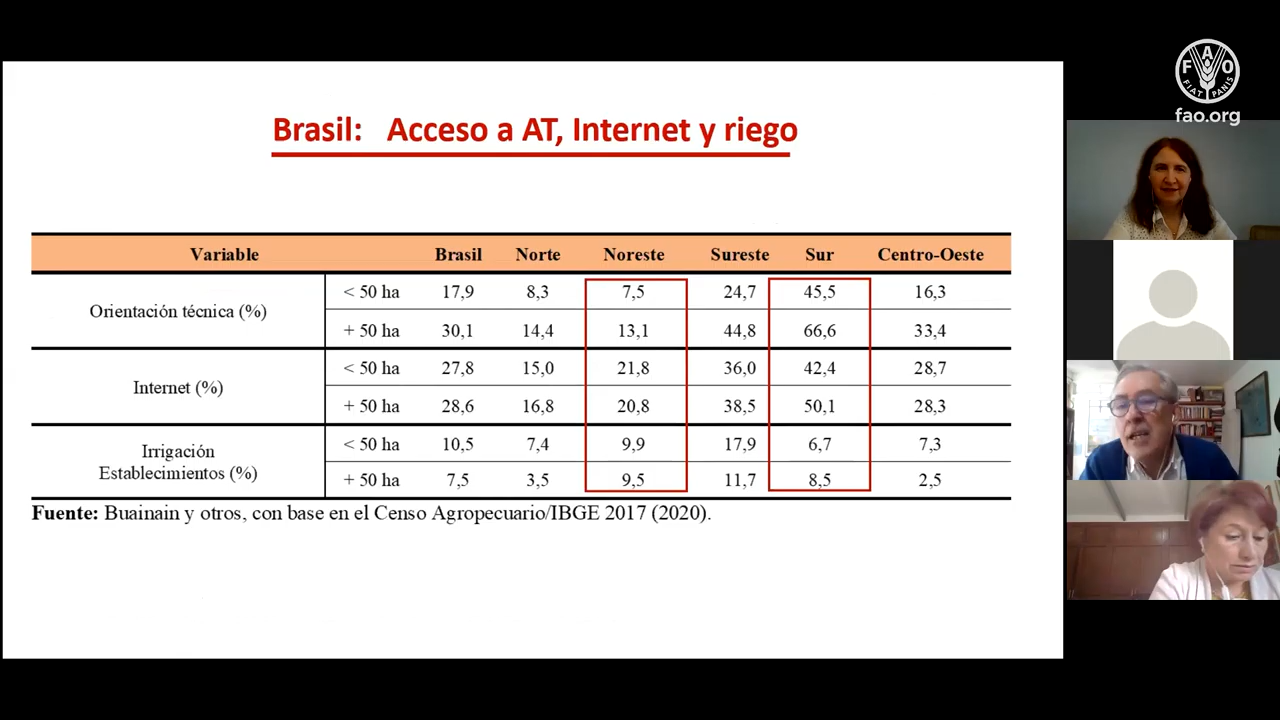 Brasil: Acceso a AT, Internet y riego
Variable Brasil Norte Noreste Sureste Sur Centro-Oeste
Orientación técnica (%)
< 50 ha 17,9 8,3 7,5 24,7 45,5 16,3
+ 50 ha 30,1 14,4 13,1 44,8 66,6 33,4
Internet (%)
< 50 ha 27,8 15,0 21,8 36,0 42,4 28,7
+ 50 ha 28,6 16,8 20,8 38,5 50,1 28,3
Irrigación
Establecimientos (%)
< 50 ha 10,5 7,4 9,9 17,9 6,7 7,3
+ 50 ha 7,5 3,5 9,5 11,7 8,5 2,5
Fuente: Buainain y otros, con base en el Censo Agropecuario/IBGE 2017 (2020).
FAO
FIAT PANIS
fao.org